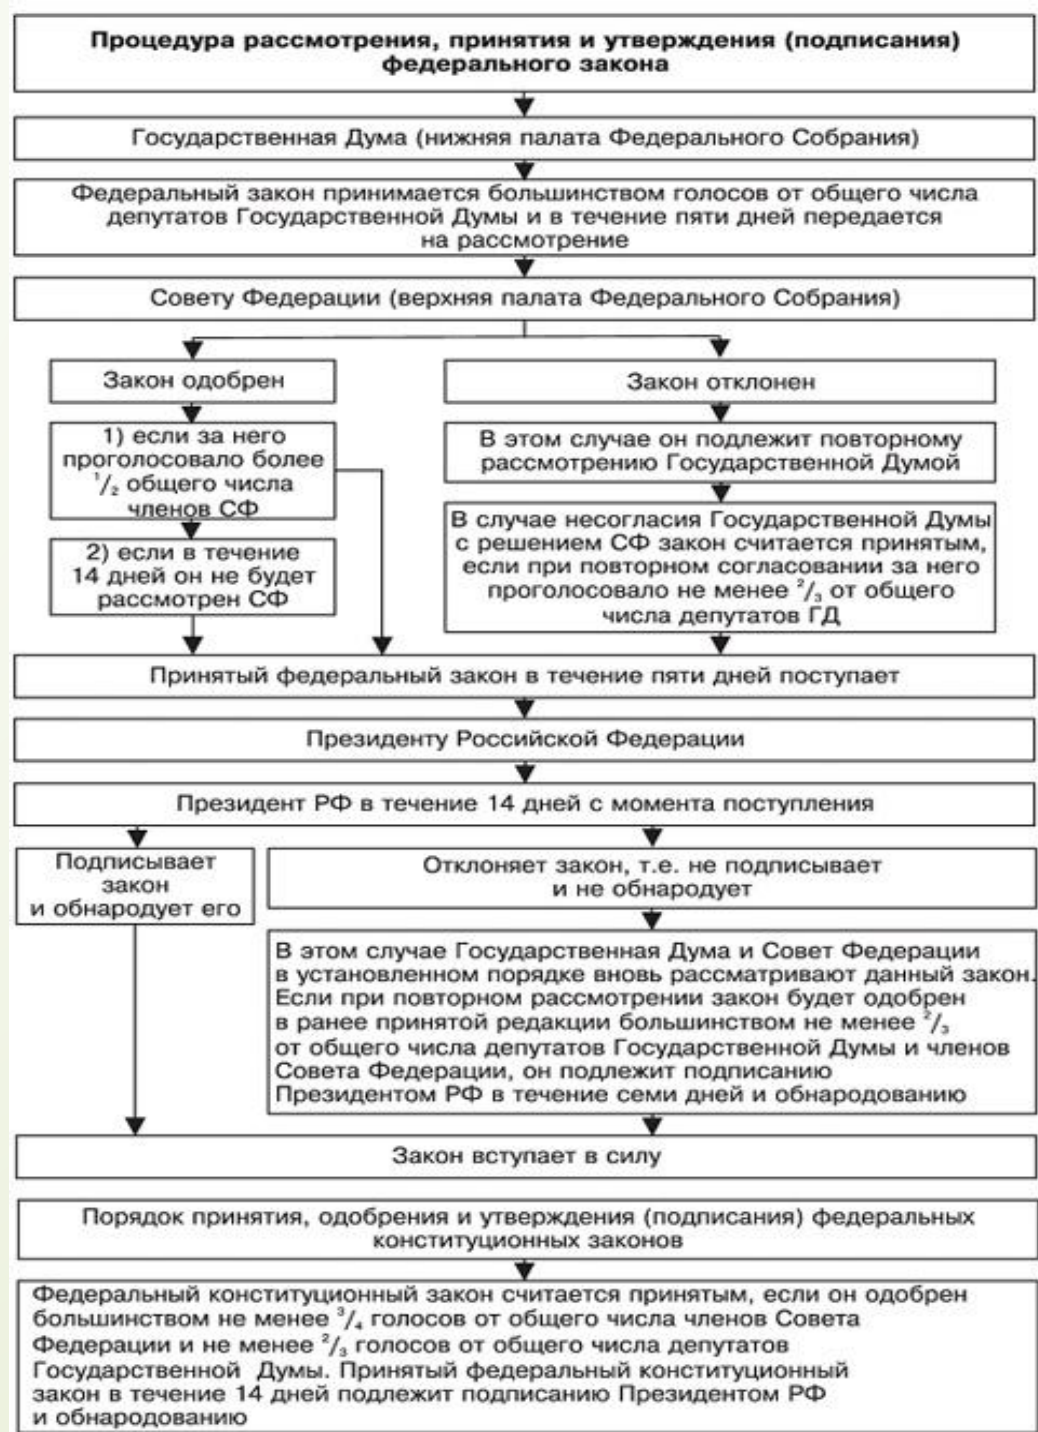 Процедура рассмотрения, принятия и утверждения (подписания)
федерального закона
Государственная Дума (нижняя палата Федерального Собрания)
Федеральный закон принимается большинством голосов от общего числа
депутатов Государственной Думы и в течение пяти дней передается
на рассмотрение
Совету Федерации (верхняя палата Федерального Собрания)
Закон одобрен
1) если за него
проголосовало более
1/2 общего числа
членов СФ
2) если в течение
14 дней он не будет
рассмотрен СФ
Закон отклонен
В этом случае он подлежит повторному
рассмотрению Государственной Думой
В случае несогласия Государственной Думы
с решением СФ закон считается принятым,
если при повторном согласовании за него
проголосовало не менее 2/3 от общего
числа депутатов ГД
Принятый федеральный закон в течение пяти дней поступает
Президенту Российской Федерации
Президент РФ в течение 14 дней с момента поступления
Подписывает
закон
и обнародует его
Отклоняет закон, т.е. не подписывает
и не обнародует
В этом случае Государственная Дума и Совет Федерации
в установленном порядке вновь рассматривают данный закон.
Если при повторном рассмотрении закон будет одобрен
в ранее принятой редакции большинством не менее 2/3
от общего числа депутатов Государственной Думы и членов
Совета Федерации, он подлежит подписанию
Президентом РФ в течение семи дней и обнародованию
Закон вступает в силу
Порядок принятия, одобрения и утверждения (подписания) федеральных
конституционных законов
Федеральный конституционный закон считается принятым, если он одобрен
большинством не менее 3/4 голосов от общего числа членов Совета
Федерации и не менее 2/3 голосов от общего числа депутатов
Государственной Думы. Принятый федеральный конституционный
закон в течение 14 дней подлежит подписанию Президентом РФ
и обнародованию